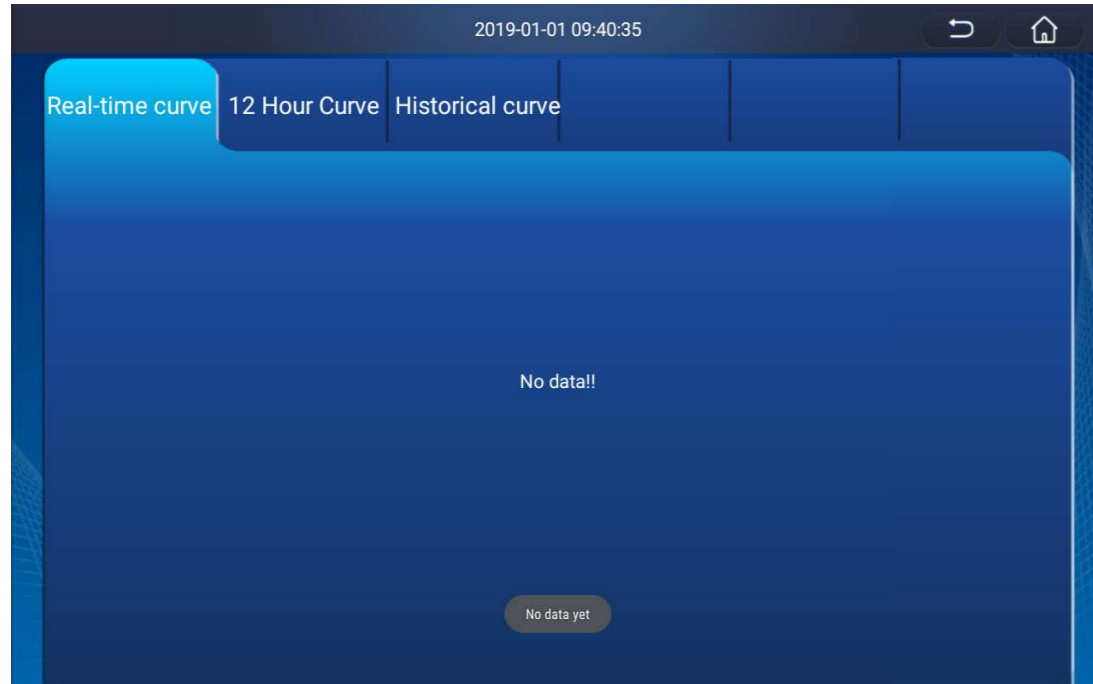 2019-01-01 09:40:35
Real-time curve 12 Hour Curve Historical curve
No data!!
No data yet